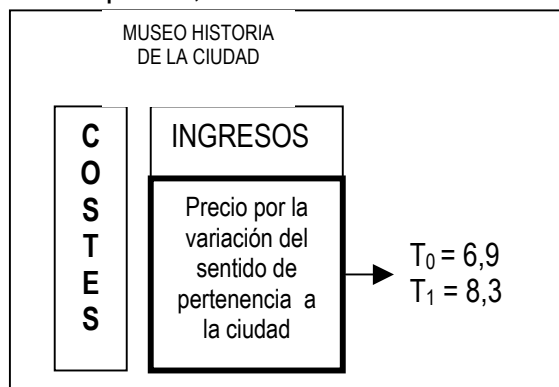 MUSEO HISTORIA
DE LA CIUDAD
COSTES
INGRESOS
Precio por la
variación del
sentido de
pertenencia a
la ciudad
T₀ = 6,9
T₁ = 8,3